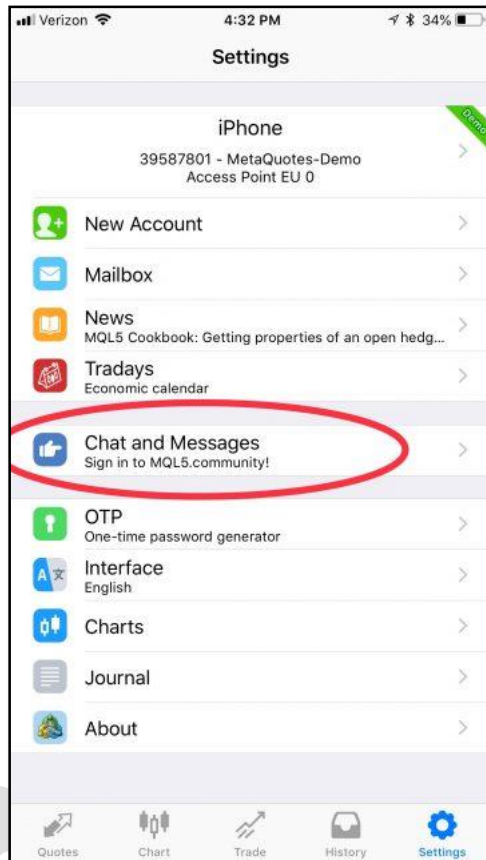 Verizon 4:32 PM 34%
Settings
Demo
iPhone
39587801 - MetaQuotes-Demo
Access Point EU 0
New Account
Mailbox
News
MQL5 Cookbook: Getting properties of an open hedg...
Tradays
Economic calendar
Chat and Messages
Sign in to MQL5.community!
OTP
One-time password generator
A 文
Interface
English
Charts
Journal
About
Quotes Chart Trade History Settings